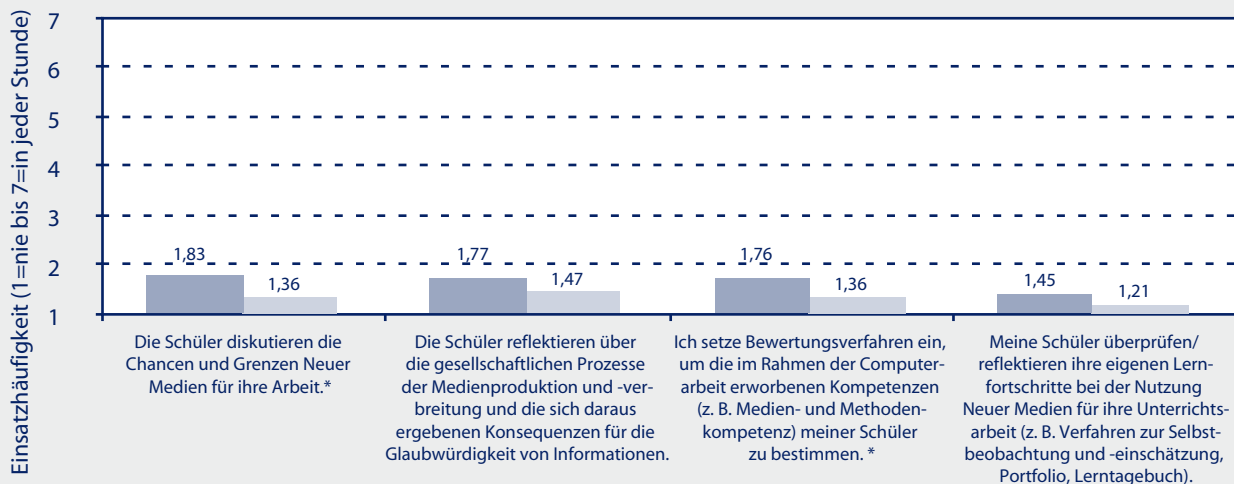 Einsatzhäufigkeit (1=nie bis 7=in jeder Stunde)
7
6
5
4
3
2
1
1,83
1,36
1,77
1,47
1,76
1,36
1,45
1,21
Die Schüler diskutieren die
Chancen und Grenzen Neuer
Medien für ihre Arbeit.*
Die Schüler reflektieren über
die gesellschaftlichen Prozesse
der Medienproduktion und -ver-
breitung und die sich daraus
ergebenen Konsequenzen für die
Glaubwürdigkeit von Informationen.
Ich setze Bewertungsverfahren ein,
um die im Rahmen der Computer-
arbeit erworbenen Kompetenzen
(z. B. Medien- und Methoden-
kompetenz) meiner Schüler
zu bestimmen. *
Meine Schüler überprüfen/
reflektieren ihre eigenen Lern-
fortschritte bei der Nutzung
Neuer Medien für ihre Unterrichts-
arbeit (z. B. Verfahren zur Selbst-
beobachtung und -einschätzung,
Portfolio, Lerntagebuch).